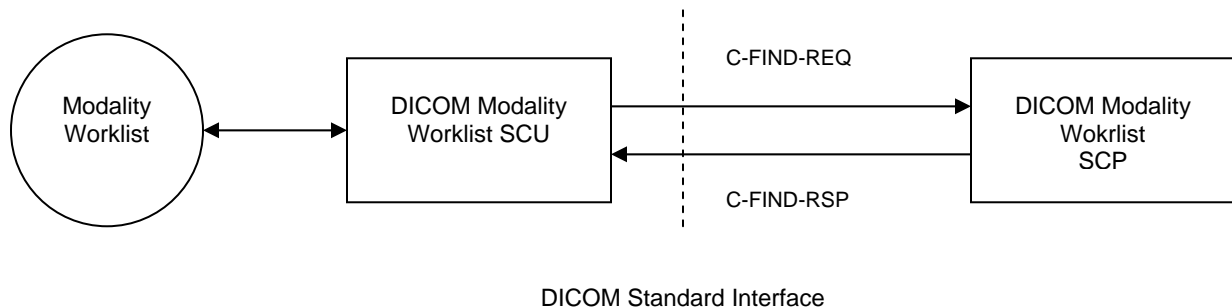 C-FIND-REQ
Modality
Worklist
DICOM Modality
Worklist SCU
DICOM Modality
Wokrlist
SCP
C-FIND-RSP
DICOM Standard Interface